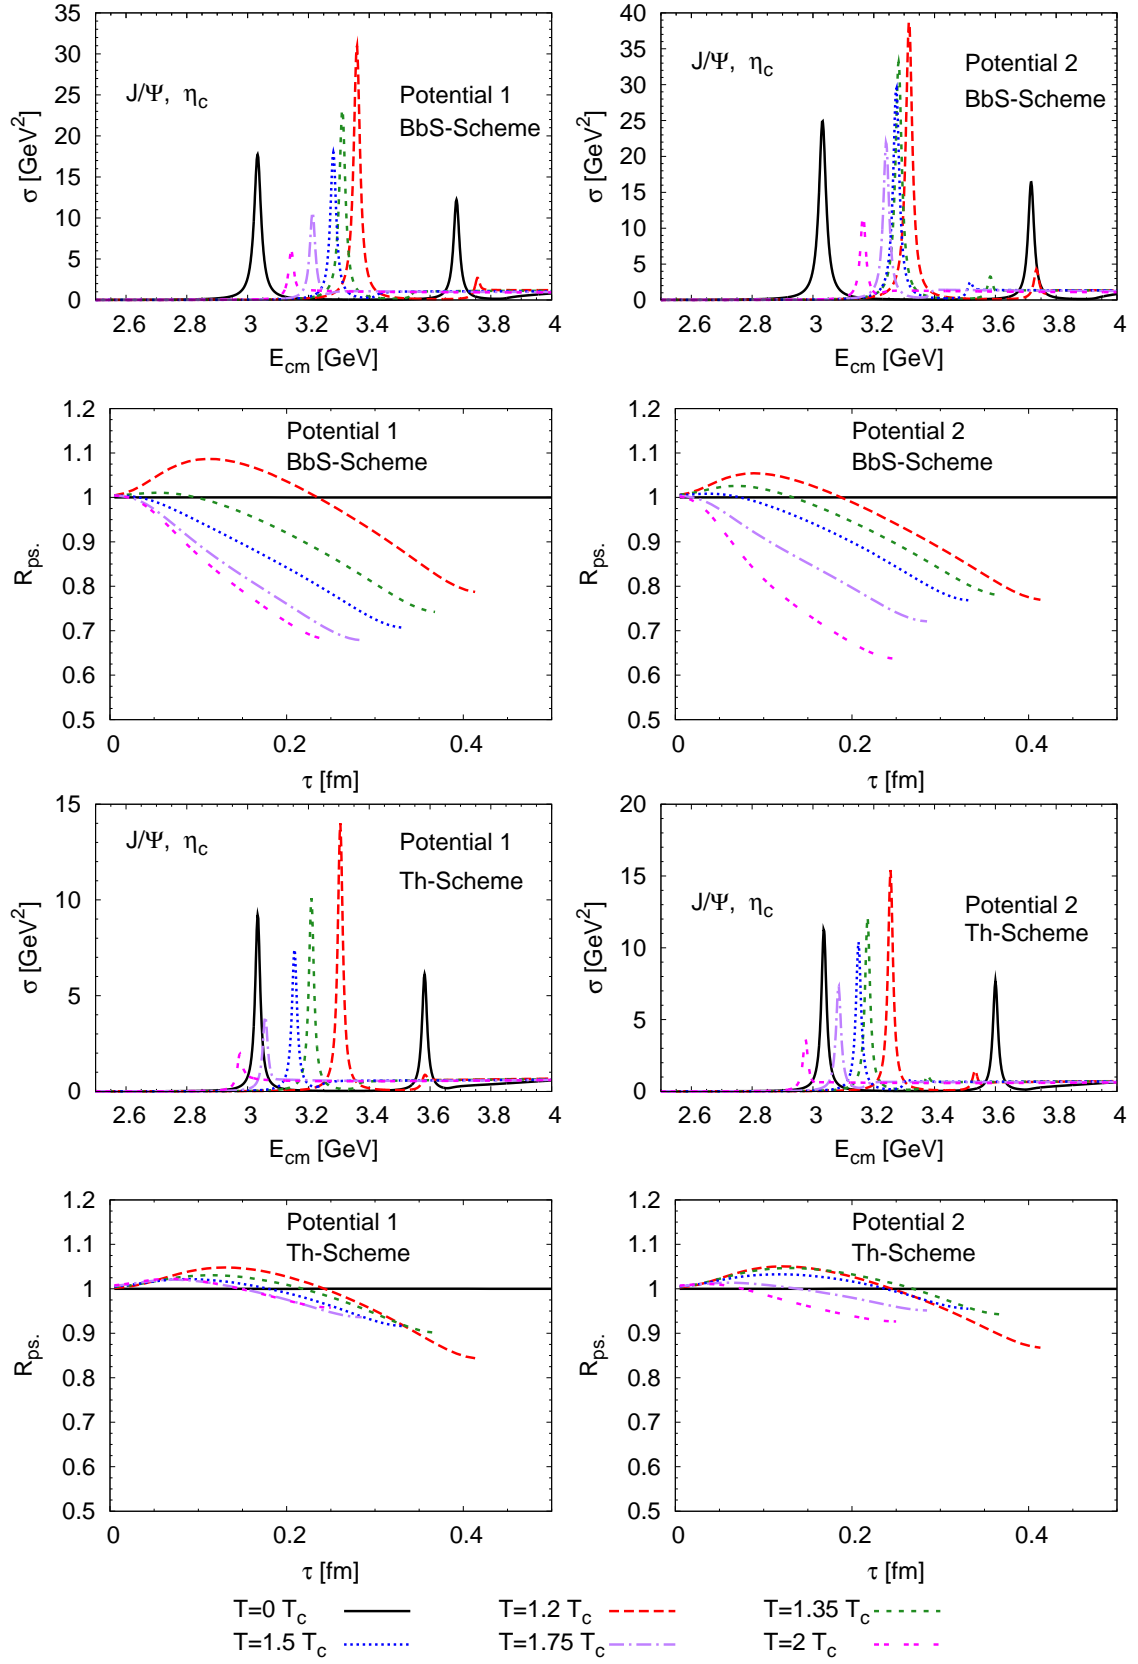 σ [GeV²]
35
30
25
20
15
10
5
0
J/Ψ, η_c
Potential 1
BbS-Scheme
2.6 2.8 3 3.2 3.4 3.6 3.8 4
E_cm [GeV]
σ [GeV²]
40
35
30
25
20
15
10
5
0
J/Ψ, η_c
Potential 2
BbS-Scheme
2.6 2.8 3 3.2 3.4 3.6 3.8 4
E_cm [GeV]
R_ps.
1.2
1.1
1
0.9
0.8
0.7
0.6
0.5
Potential 1
BbS-Scheme
0 0.2 0.4
τ [fm]
R_ps.
1.2
1.1
1
0.9
0.8
0.7
0.6
0.5
Potential 2
BbS-Scheme
0 0.2 0.4
τ [fm]
σ [GeV²]
15
10
5
0
J/Ψ, η_c
Potential 1
Th-Scheme
2.6 2.8 3 3.2 3.4 3.6 3.8 4
E_cm [GeV]
σ [GeV²]
20
15
10
5
0
J/Ψ, η_c
Potential 2
Th-Scheme
2.6 2.8 3 3.2 3.4 3.6 3.8 4
E_cm [GeV]
R_ps.
1.2
1.1
1
0.9
0.8
0.7
0.6
0.5
Potential 1
Th-Scheme
0 0.2 0.4
τ [fm]
R_ps.
1.2
1.1
1
0.9
0.8
0.7
0.6
0.5
Potential 2
Th-Scheme
0 0.2 0.4
τ [fm]
T=0 T_c T=1.2 T_c T=1.35 T_c
T=1.5 T_c T=1.75 T_c T=2 T_c